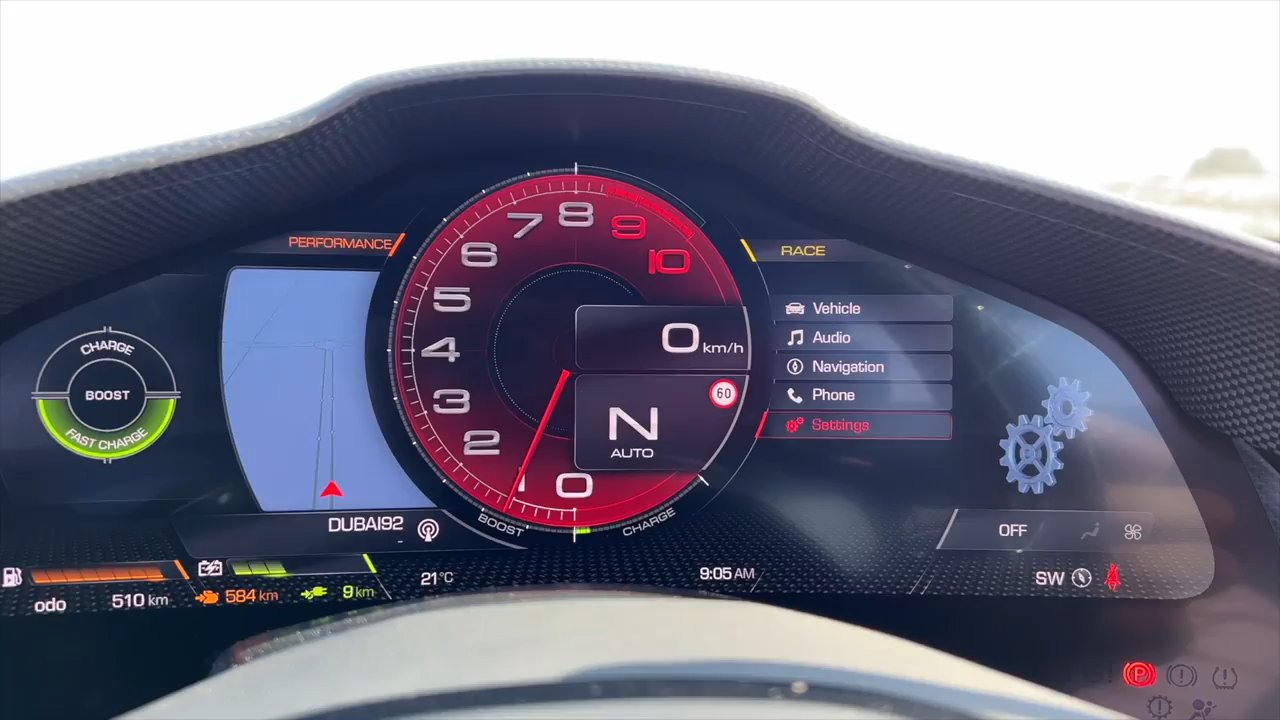 PERFORMANCE
RACE
CHARGE
BOOST
FAST CHARGE
0
1
2
3
4
5
6
7
8
9
10
0 km/h
60
N
AUTO
BOOST
CHARGE
Vehicle
Audio
Navigation
Phone
Settings
DUBAI92
OFF
odo
510 km
584 km
9 km
21°C
9:05 AM
SW
P